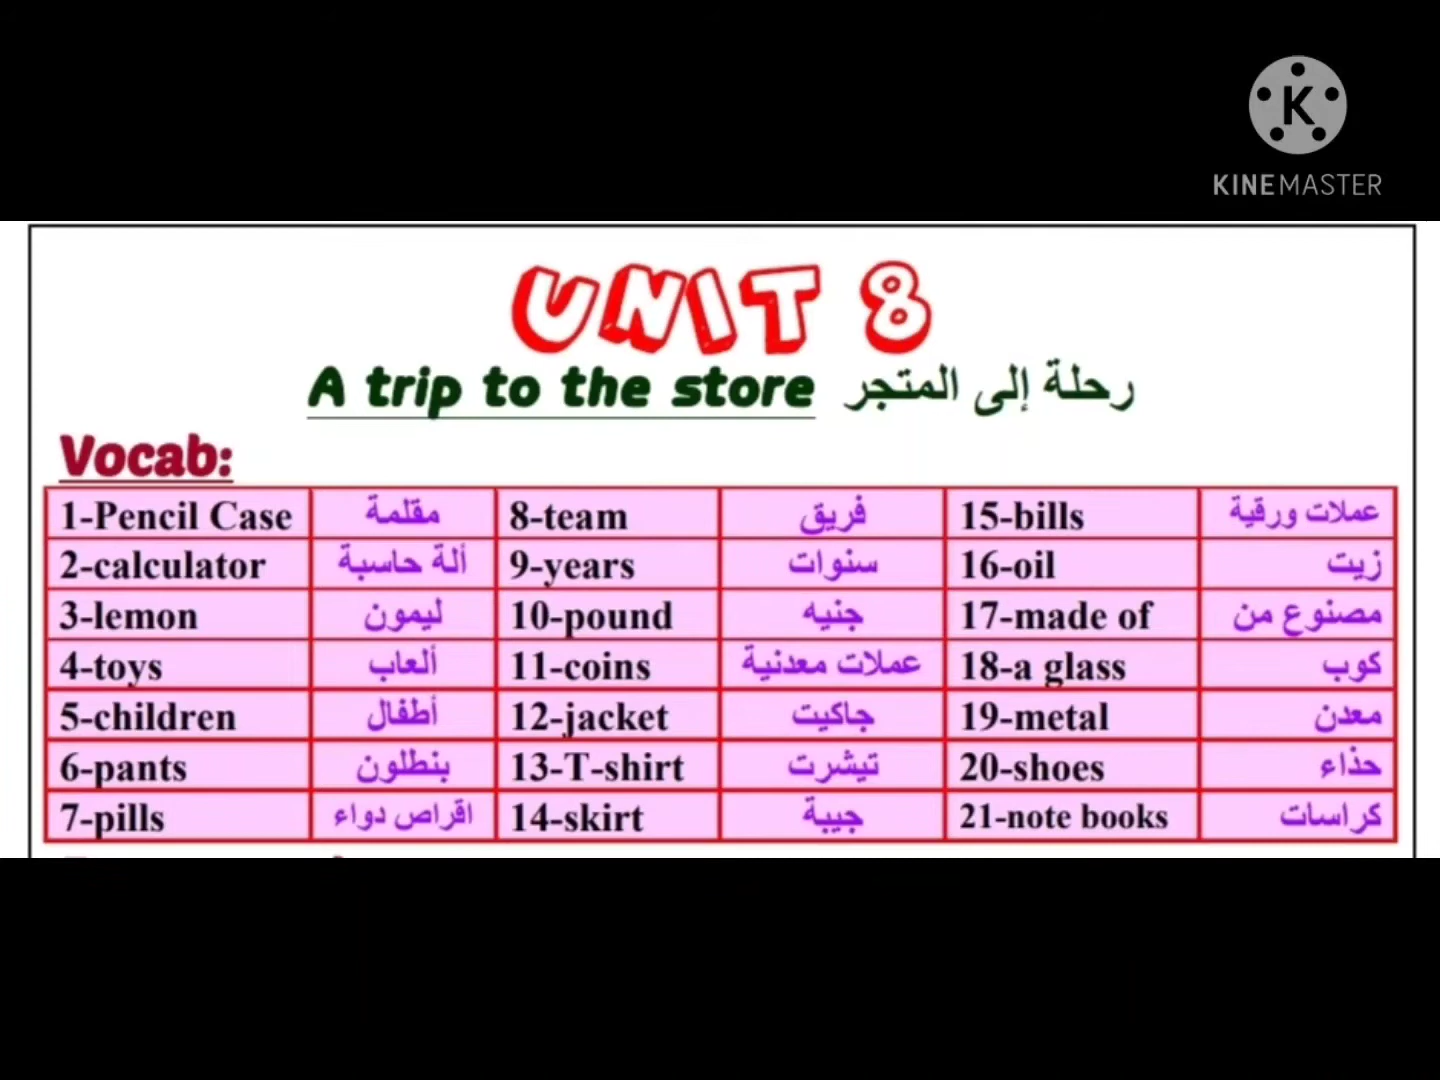 KINEMASTER
UNIT 8
A trip to the store رحلة إلى المتجر
Vocab:
1-Pencil Case مقلمة 8-team فريق 15-bills عملات ورقية
2-calculator ألة حاسبة 9-years سنوات 16-oil زيت
3-lemon ليمون 10-pound جنيه 17-made of مصنوع من
4-toys ألعاب 11-coins عملات معدنية 18-a glass كوب
5-children أطفال 12-jacket جاكيت 19-metal معدن
6-pants بنطلون 13-T-shirt تيشرت 20-shoes حذاء
7-pills اقراص دواء 14-skirt جيبة 21-note books كراسات